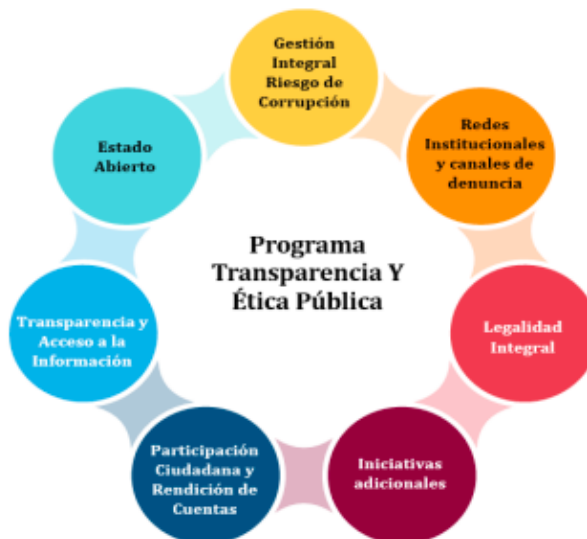 Gestión
Integral
Riesgo de
Corrupción
Redes
Institucionales
y canales de
denuncia
Estado
Abierto
Programa
Transparencia Y
Ética Pública
Transparencia y
Acceso a la
Información
Legalidad
Integral
Participación
Ciudadana y
Rendición de
Cuentas
Iniciativas
adicionales